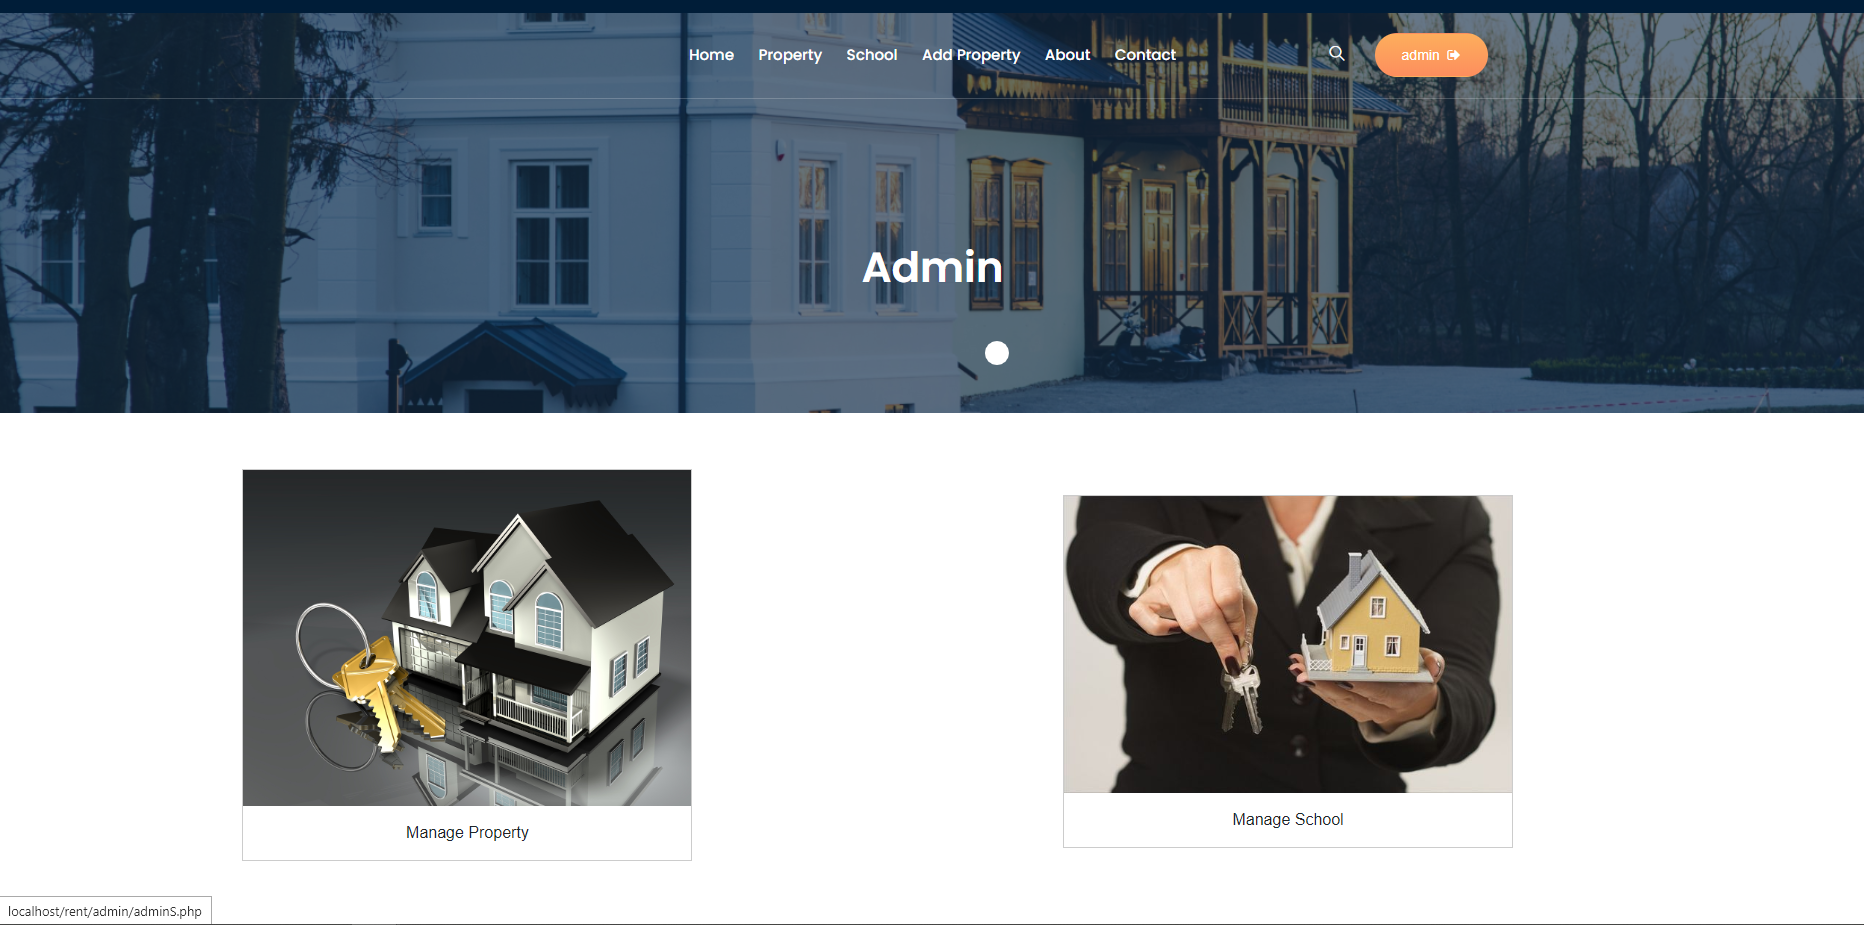 Home Property School Add Property About Contact admin
Admin
Manage Property
Manage School
localhost/rent/admin/adminS.php